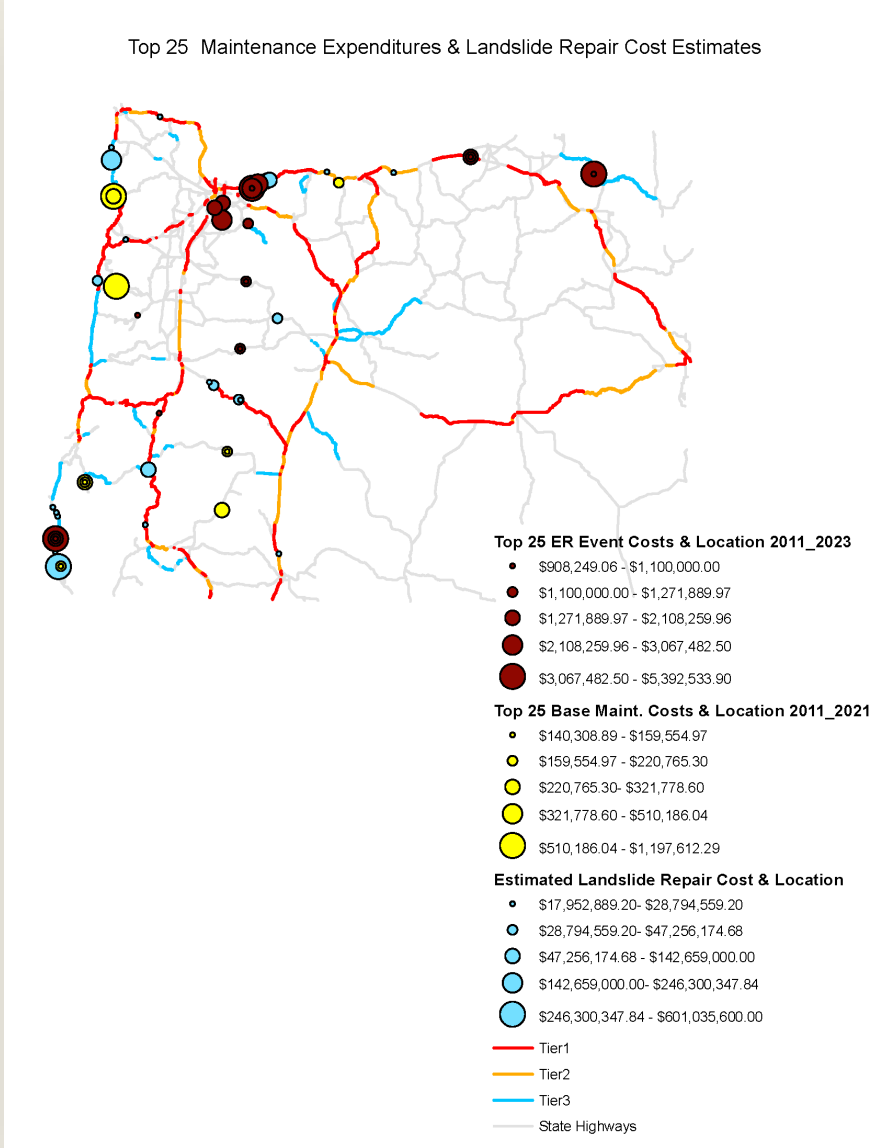 Top 25  Maintenance Expenditures & Landslide Repair Cost Estimates
Top 25 ER Event Costs & Location 2011_2023
$908,249.06 - $1,100,000.00
$1,100,000.00 - $1,271,889.97
$1,271,889.97 - $2,108,259.96
$2,108,259.96 - $3,067,482.50
$3,067,482.50 - $5,392,533.90
Top 25 Base Maint. Costs & Location 2011_2021
$140,308.89 - $159,554.97
$159,554.97 - $220,765.30
$220,765.30- $321,778.60
$321,778.60 - $510,186.04
$510,186.04 - $1,197,612.29
Estimated Landslide Repair Cost & Location
$17,952,889.20- $28,794,559.20
$28,794,559.20- $47,256,174.68
$47,256,174.68 - $142,659,000.00
$142,659,000.00- $246,300,347.84
$246,300,347.84 - $601,035,600.00
Tier1
Tier2
Tier3
State Highways